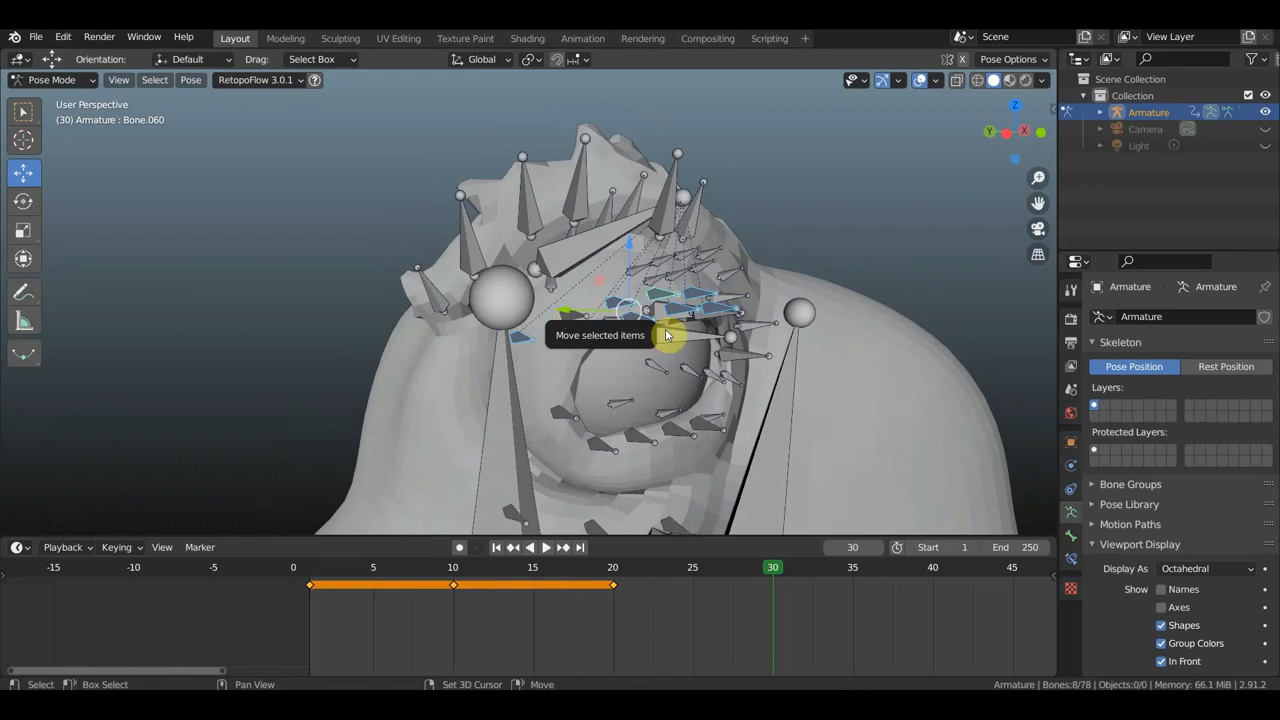 File Edit Render Window Help Layout Modeling Sculpting UV Editing Texture Paint Shading Animation Rendering Compositing Scripting + Scene View Layer
Orientation: Default Drag: Select Box Global Pose Options
Pose Mode View Select Pose RetopoFlow 3.0.1
User Perspective
(30) Armature : Bone.060
Z
Y X
Move selected items
Scene Collection
Collection
Armature
Camera
Light
Armature Armature
Armature
Skeleton
Pose Position Rest Position
Layers:
Protected Layers:
Bone Groups
Pose Library
Motion Paths
Viewport Display
Display As Octahedral
Show Names
Axes
Shapes
Group Colors
In Front
Playback Keying View Marker 30 Start 1 End 250
-15 -10 -5 0 5 10 15 20 25 30 35 40 45
Select Box Select Pan View Set 3D Cursor Move Armature | Bones:8/78 | Objects:0/0 | Memory: 66.1 MiB | 2.91.2